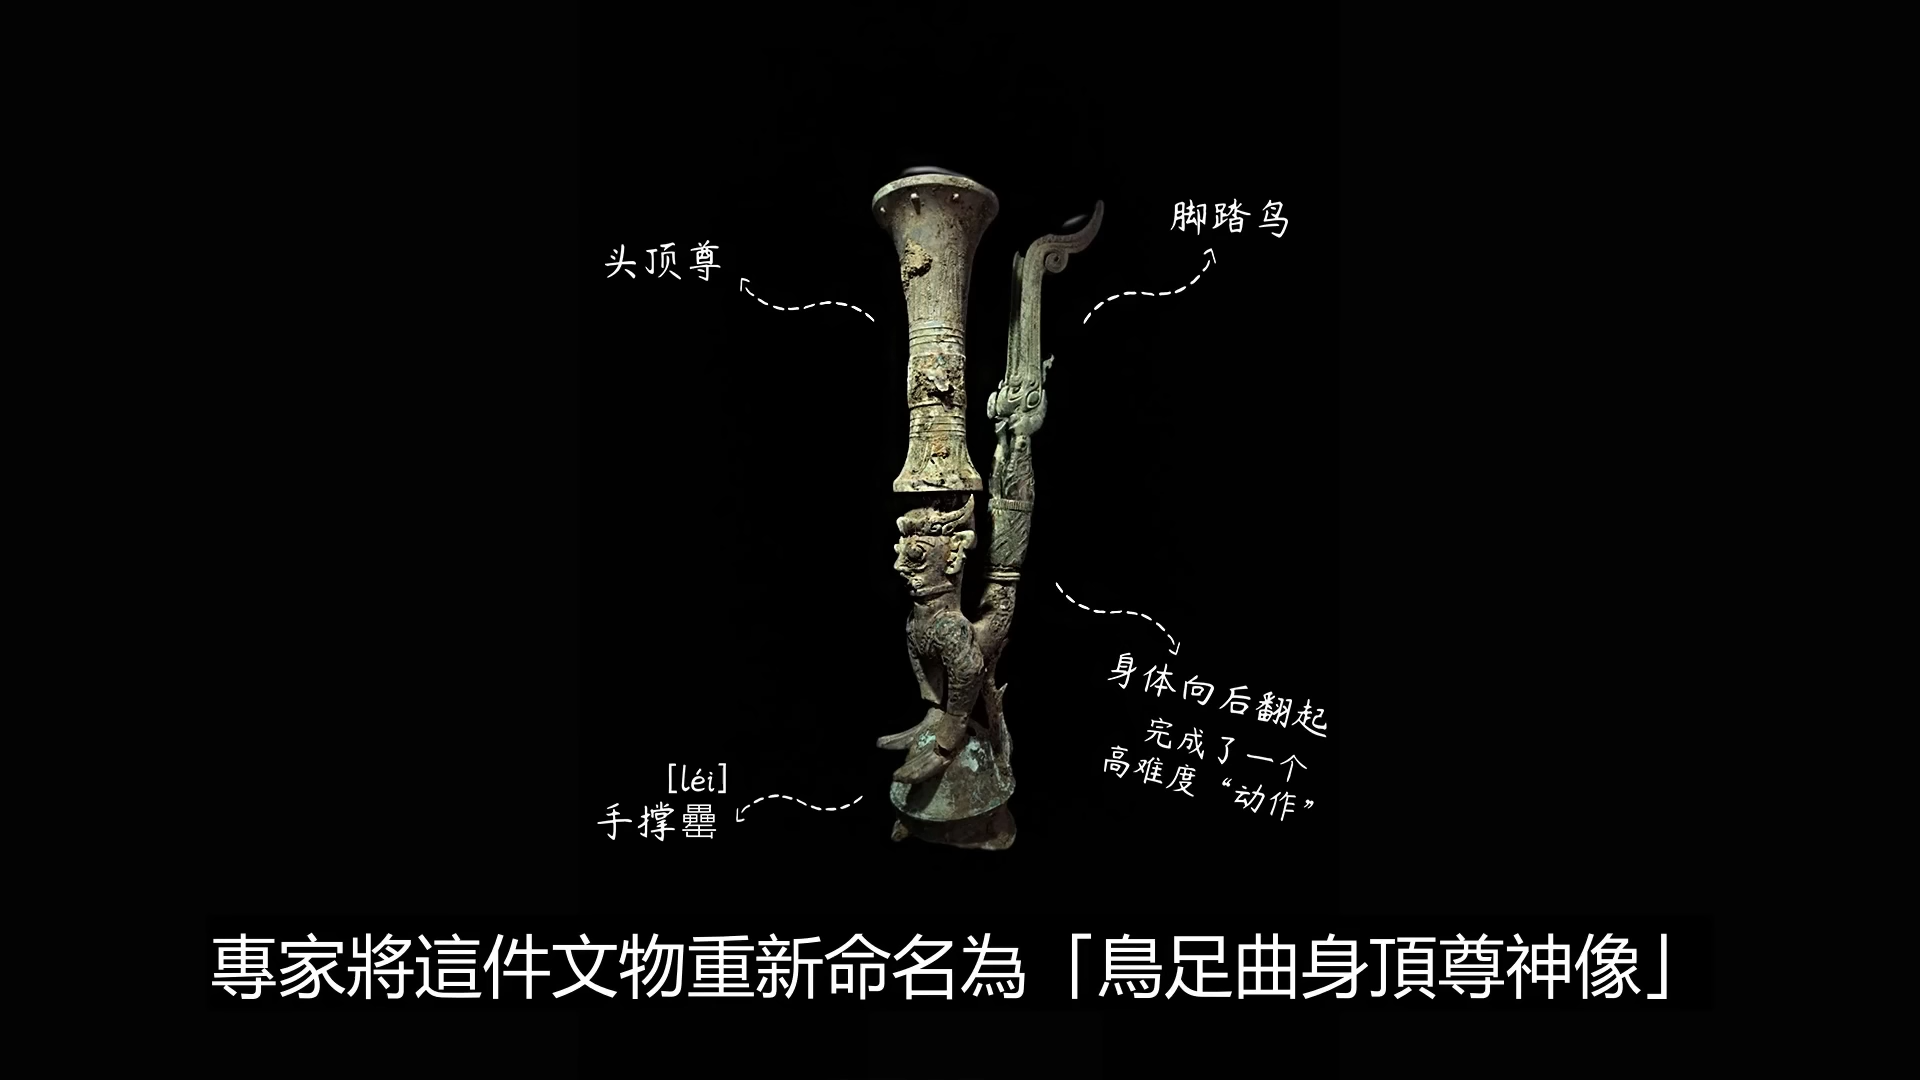 脚踏鸟
头顶尊
身体向后翻起
完成了一个
高难度“动作”
[léi]
手撑罍
專家將這件文物重新命名為「鳥足曲身頂尊神像」